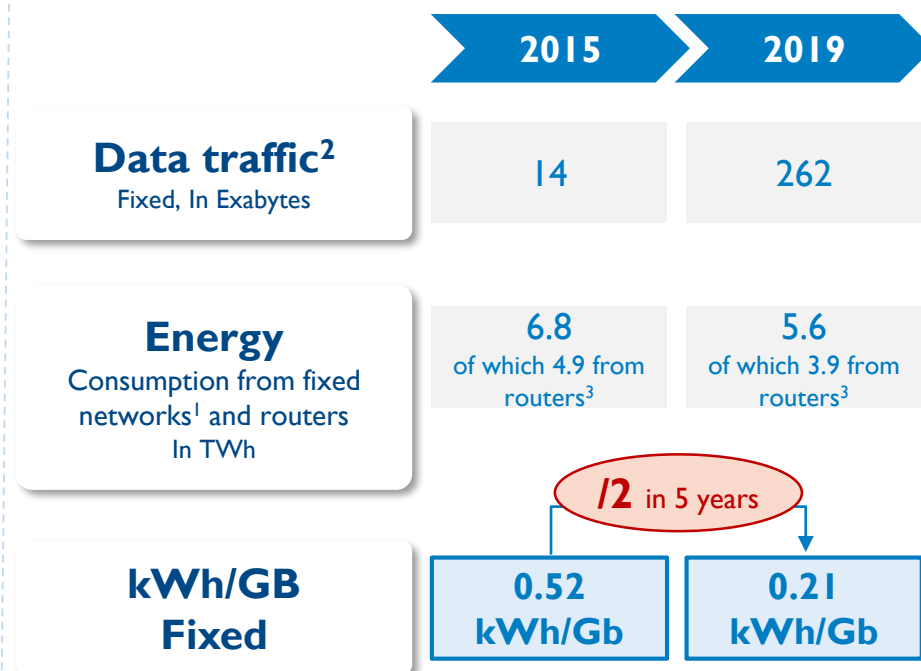 2015 2019
Data traffic²
Fixed, In Exabytes
14 262
Energy
Consumption from fixed
networks¹ and routers
In TWh
6.8
of which 4.9 from
routers³
5.6
of which 3.9 from
routers³
/2 in 5 years
kWh/GB
Fixed
0.52
kWh/Gb
0.21
kWh/Gb